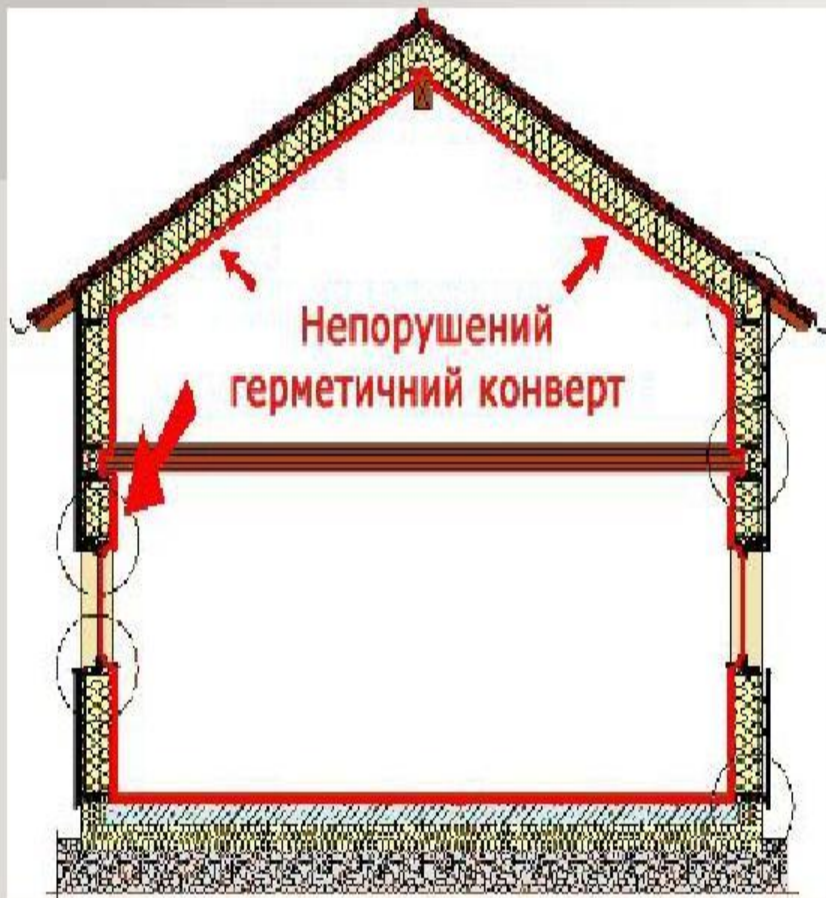 Непорушений
герметичний конверт